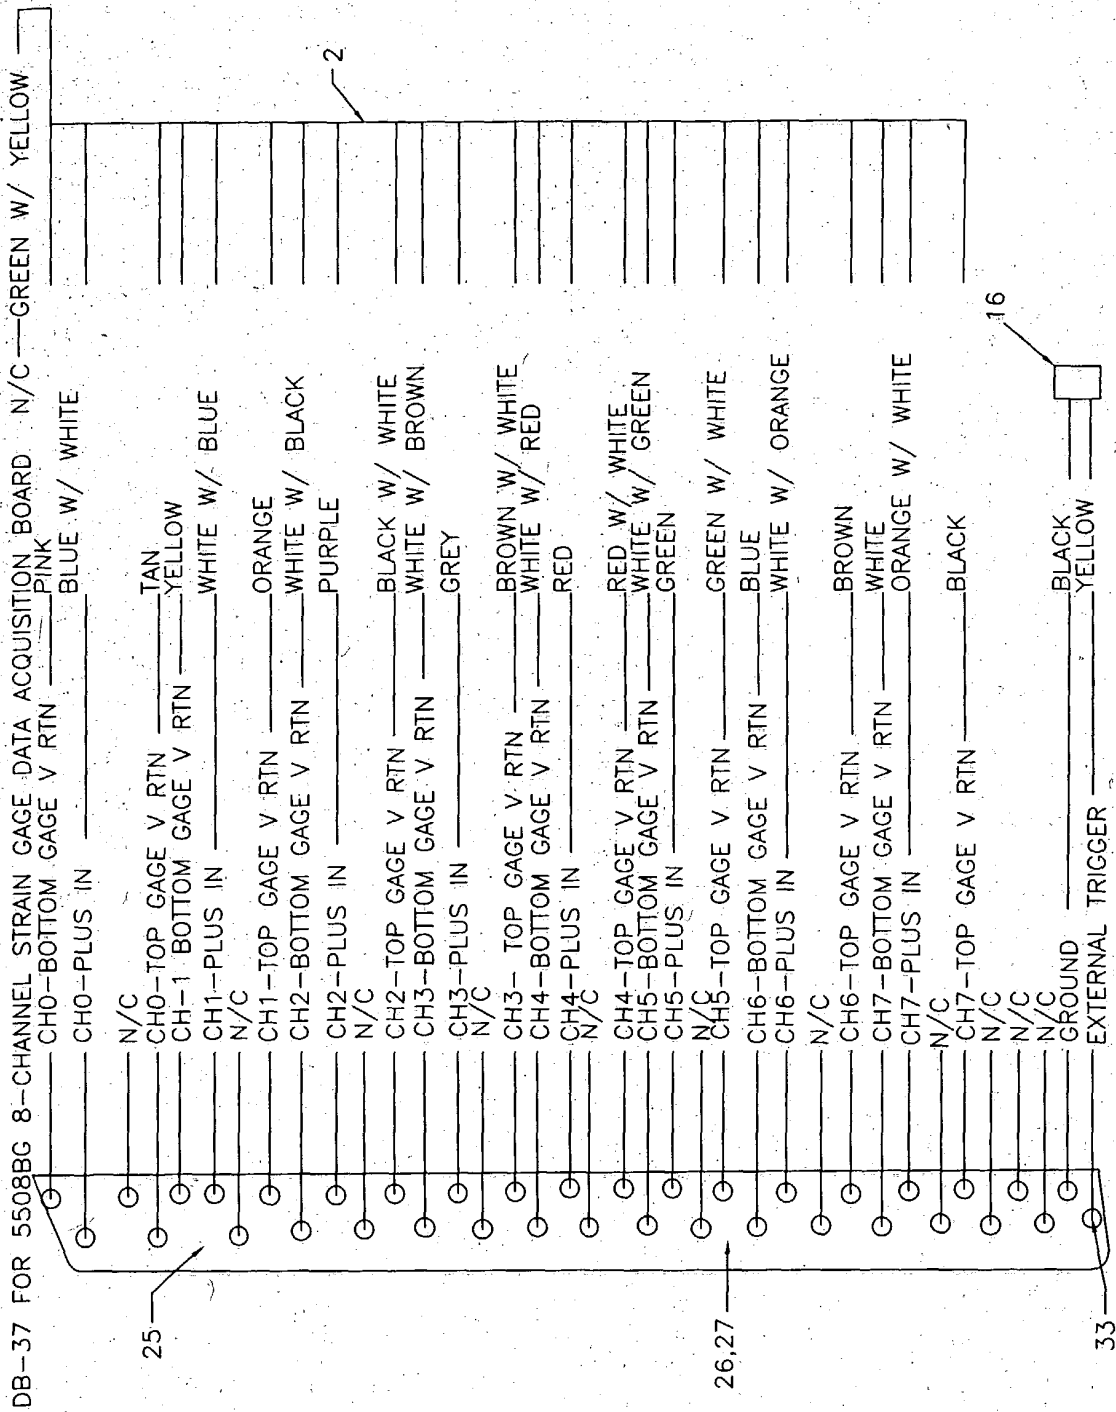 DB-37 FOR 5508BG 8-CHANNEL STRAIN GAGE DATA ACQUISITION BOARD N/C GREEN W/ YELLOW
CH0-BOTTOM GAGE V RTN PINK
CH0-PLUS IN BLUE W/ WHITE
N/C
CH0-TOP GAGE V RTN TAN
CH-1 BOTTOM GAGE V RTN YELLOW
CH1-PLUS IN WHITE W/ BLUE
N/C
CH1-TOP GAGE V RTN ORANGE
CH2-BOTTOM GAGE V RTN WHITE W/ BLACK
CH2-PLUS IN PURPLE
N/C
CH2-TOP GAGE V RTN BLACK W/ WHITE
CH3-BOTTOM GAGE V RTN WHITE W/ BROWN
CH3-PLUS IN GREY
N/C
CH3- TOP GAGE V RTN BROWN W/ WHITE
CH4-BOTTOM GAGE V RTN WHITE W/ RED
CH4-PLUS IN RED
N/C
CH4-TOP GAGE V RTN RED W/ WHITE
CH5-BOTTOM GAGE V RTN WHITE W/ GREEN
CH5-PLUS IN GREEN
N/C
CH5-TOP GAGE V RTN GREEN W/ WHITE
CH6-BOTTOM GAGE V RTN BLUE
CH6-PLUS IN WHITE W/ ORANGE
N/C
CH6-TOP GAGE V RTN BROWN
CH7-BOTTOM GAGE V RTN WHITE
CH7-PLUS IN ORANGE W/ WHITE
N/C
CH7-TOP GAGE V RTN BLACK
N/C
N/C
N/C
GROUND BLACK
EXTERNAL TRIGGER YELLOW
2
16
25
26,27
33